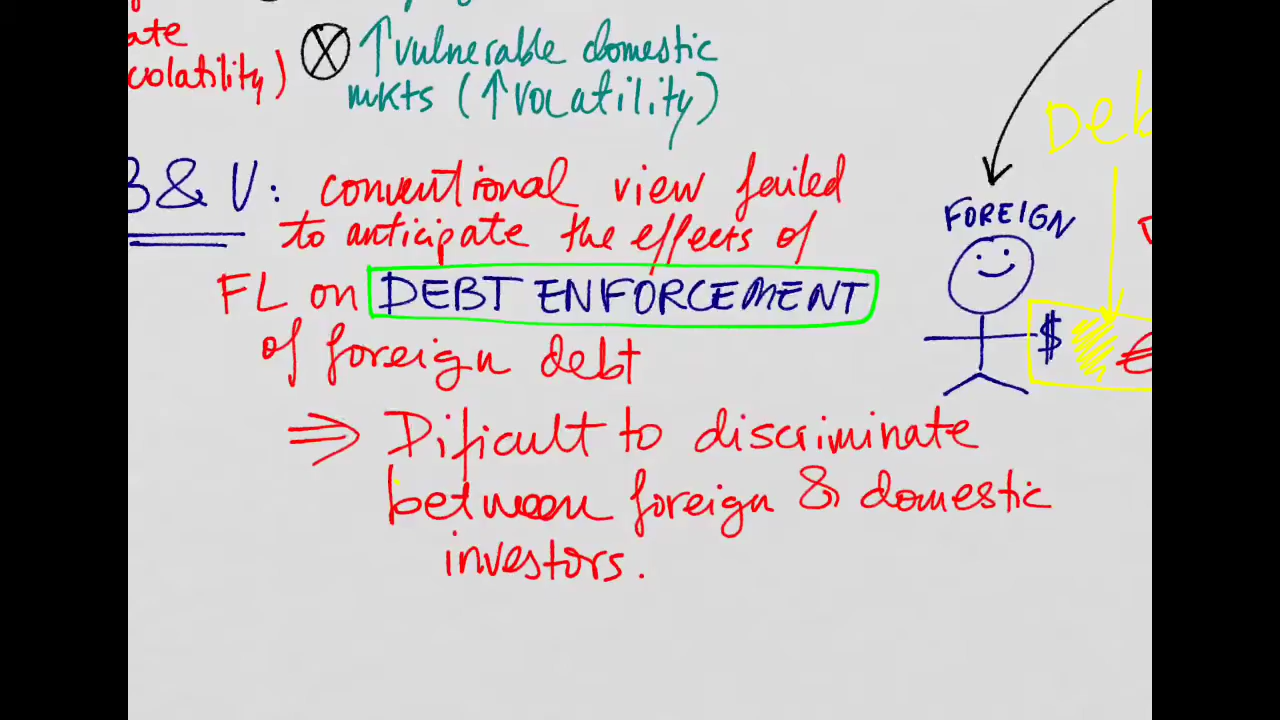 ate
volatility)
↑vulnerable domestic
mkts (↑volatility)
B & V: conventional view failed
to anticipate the effects of
FL on DEBT ENFORCEMENT
of foreign debt
⇒ Dificult to discriminate
between foreign & domestic
investors.
Deb
FOREIGN
$ €